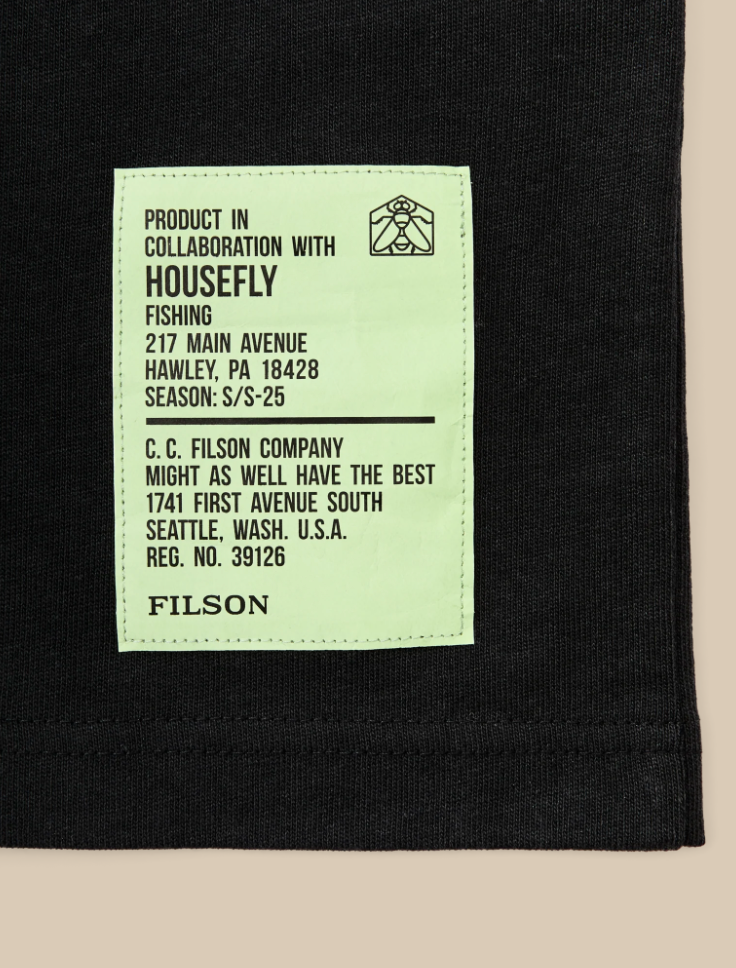 PRODUCT IN
COLLABORATION WITH
HOUSEFLY
FISHING
217 MAIN AVENUE
HAWLEY, PA 18428
SEASON: S/S-25
C. C. FILSON COMPANY
MIGHT AS WELL HAVE THE BEST
1741 FIRST AVENUE SOUTH
SEATTLE, WASH. U.S.A.
REG. NO. 39126
FILSON